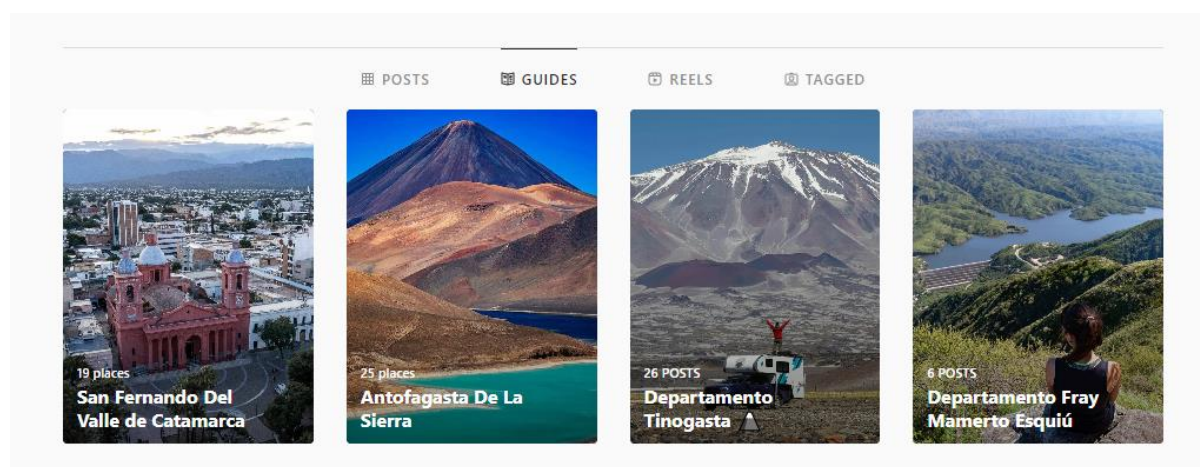 POSTS GUIDES REELS TAGGED
19 places
San Fernando Del
Valle de Catamarca
25 places
Antofagasta De La
Sierra
26 POSTS
Departamento
Tinogasta
6 POSTS
Departamento Fray
Mamerto Esquiú